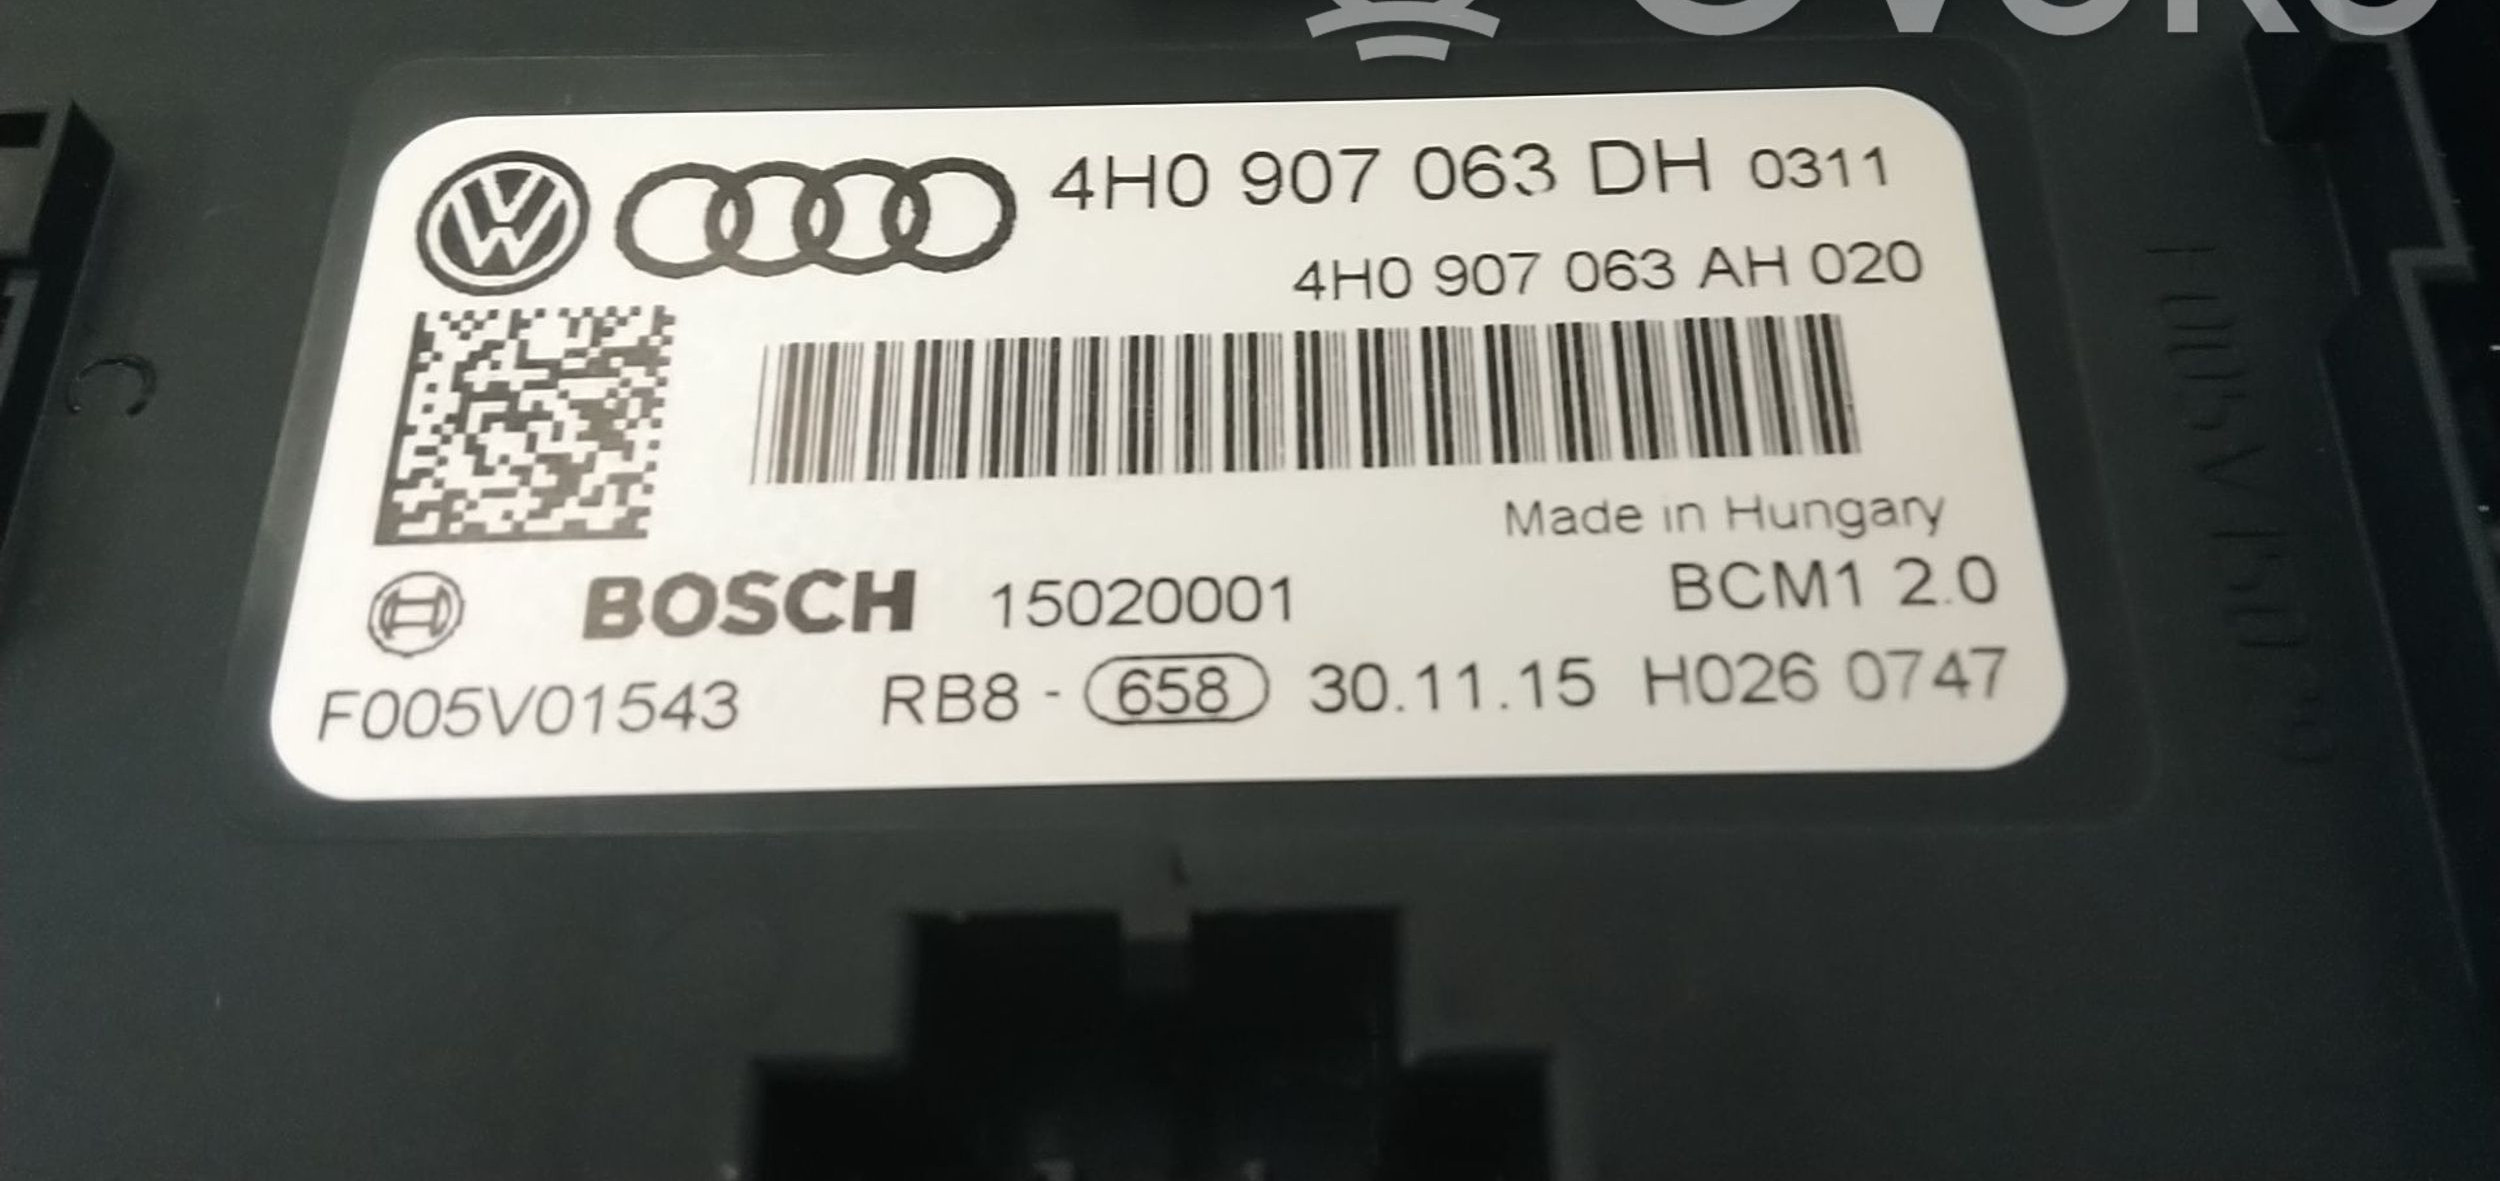 4H0 907 063 DH 0311
4H0 907 063 AH 020
Made in Hungary
BOSCH 15020001 BCM1 2.0
F005V01543 RB8 - 658 30.11.15 H026 0747